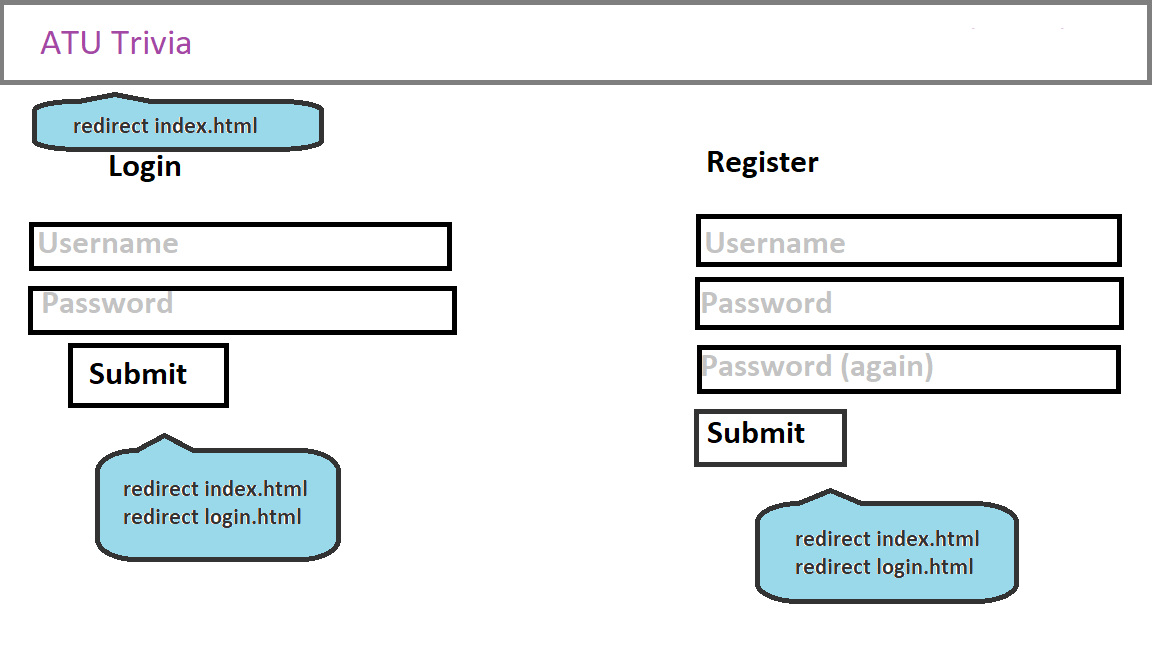 ATU Trivia
redirect index.html
Login
Username
Password
Submit
redirect index.html
redirect login.html
Register
Username
Password
Password (again)
Submit
redirect index.html
redirect login.html